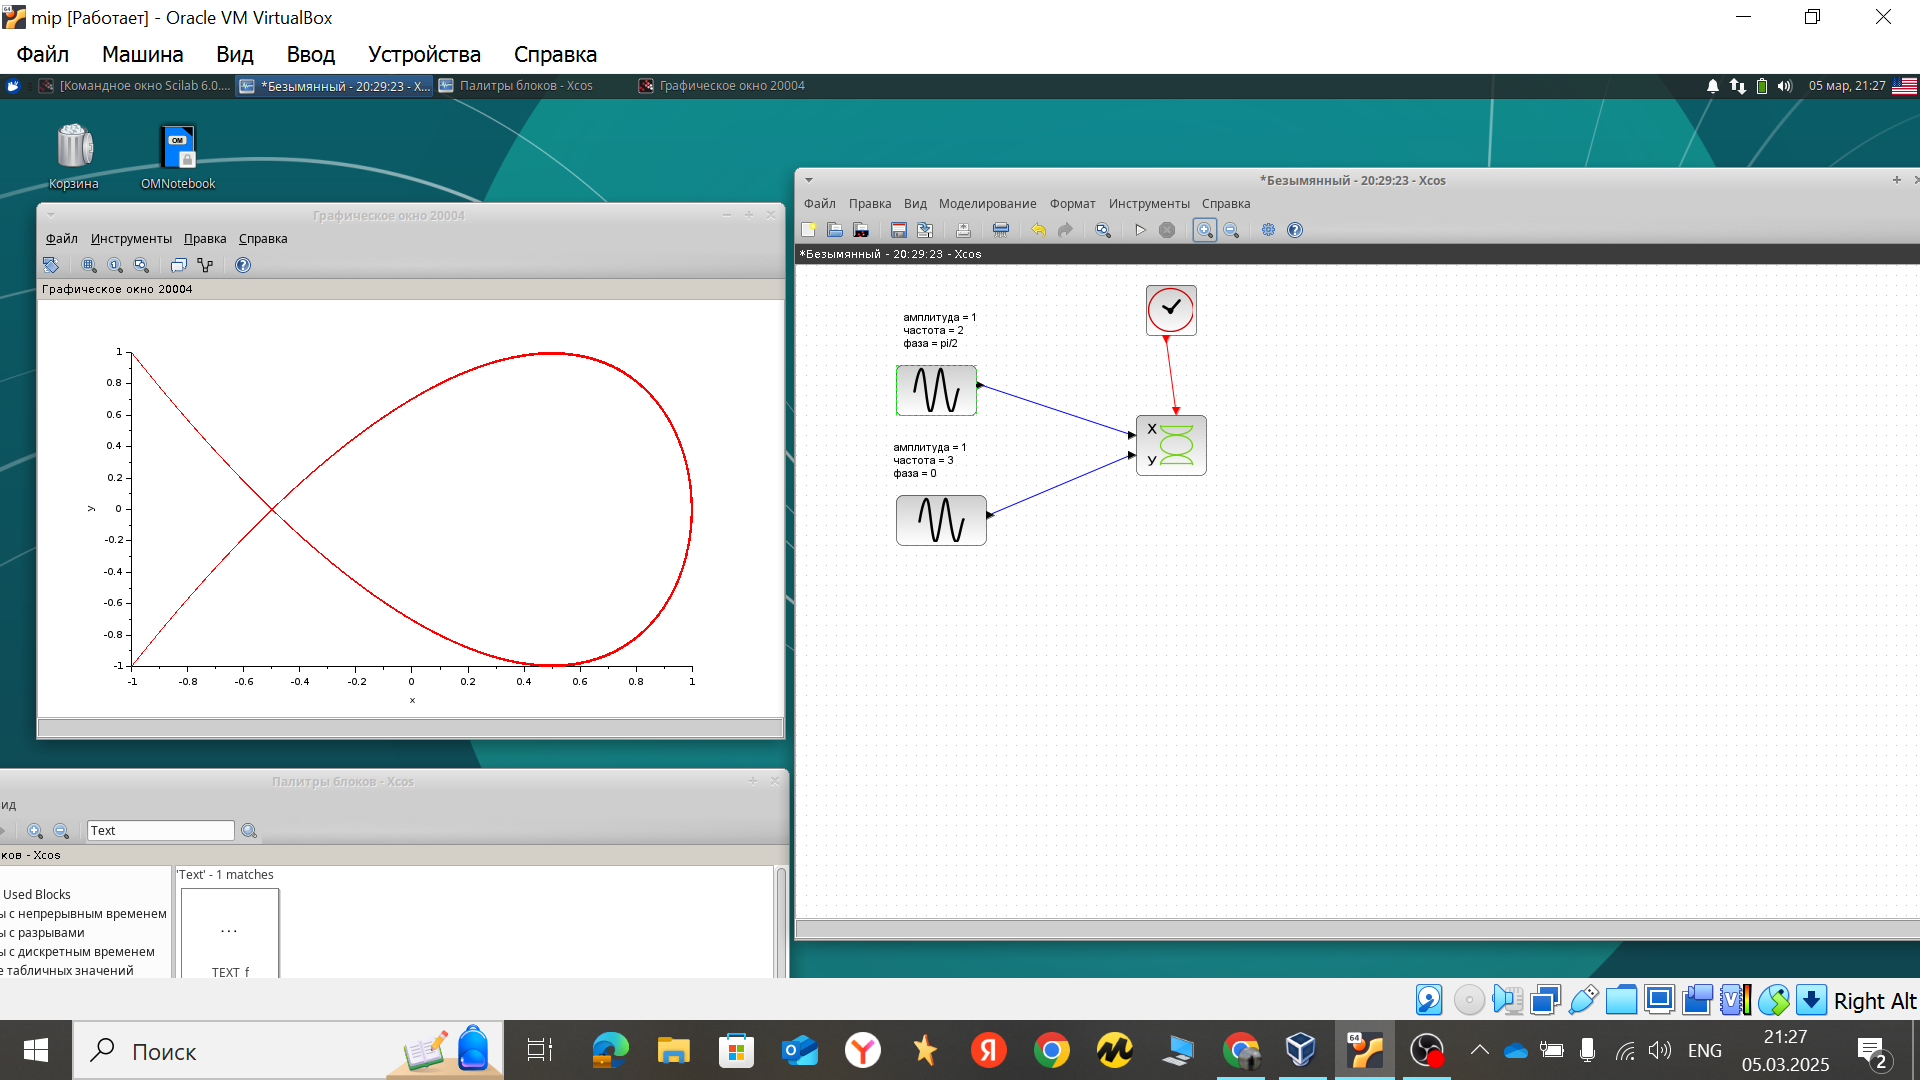 mip [Работает] - Oracle VM VirtualBox
Файл Машина Вид Ввод Устройства Справка
[Командное окно Scilab 6.0.... *Безымянный - 20:29:23 - X... Палитры блоков - Xcos Графическое окно 20004 05 мар, 21:27
Корзина OMNotebook
OM
Графическое окно 20004
Файл Инструменты Правка Справка
Графическое окно 20004
1
0.8
0.6
0.4
0.2
0
-0.2
-0.4
-0.6
-0.8
-1
y
-1 -0.8 -0.6 -0.4 -0.2 0 0.2 0.4 0.6 0.8 1
x
*Безымянный - 20:29:23 - Xcos
Файл Правка Вид Моделирование Формат Инструменты Справка
*Безымянный - 20:29:23 - Xcos
амплитуда = 1
частота = 2
фаза = pi/2
амплитуда = 1
частота = 3
фаза = 0
X
y
Палитры блоков - Xcos
ид
Text
ков - Xcos
Used Blocks
ы с непрерывным временем
ы с разрывами
ы с дискретным временем
е табличных значений
'Text' - 1 matches
...
TEXT_f
Right Alt
Поиск
64
ENG
21:27
05.03.2025
2